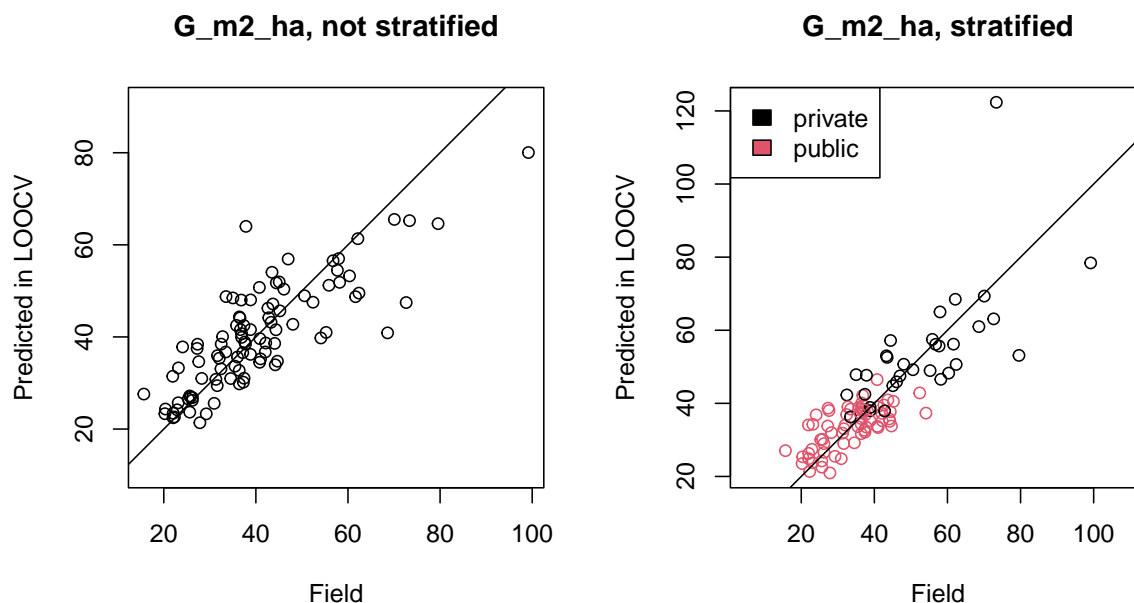 G_m2_ha, not stratified
Predicted in LOOCV
80
60
40
20
20 40 60 80 100
Field
G_m2_ha, stratified
Predicted in LOOCV
120
100
80
60
40
20
private
public
20 40 60 80 100
Field